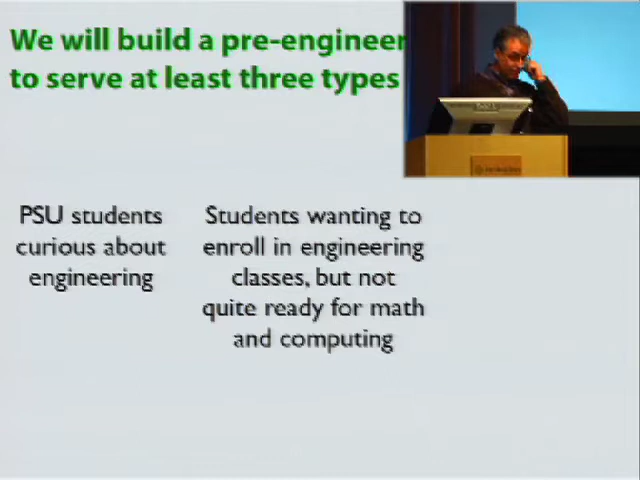 We will build a pre-engineer
to serve at least three types
PSU students
curious about
engineering
Students wanting to
enroll in engineering
classes, but not
quite ready for math
and computing